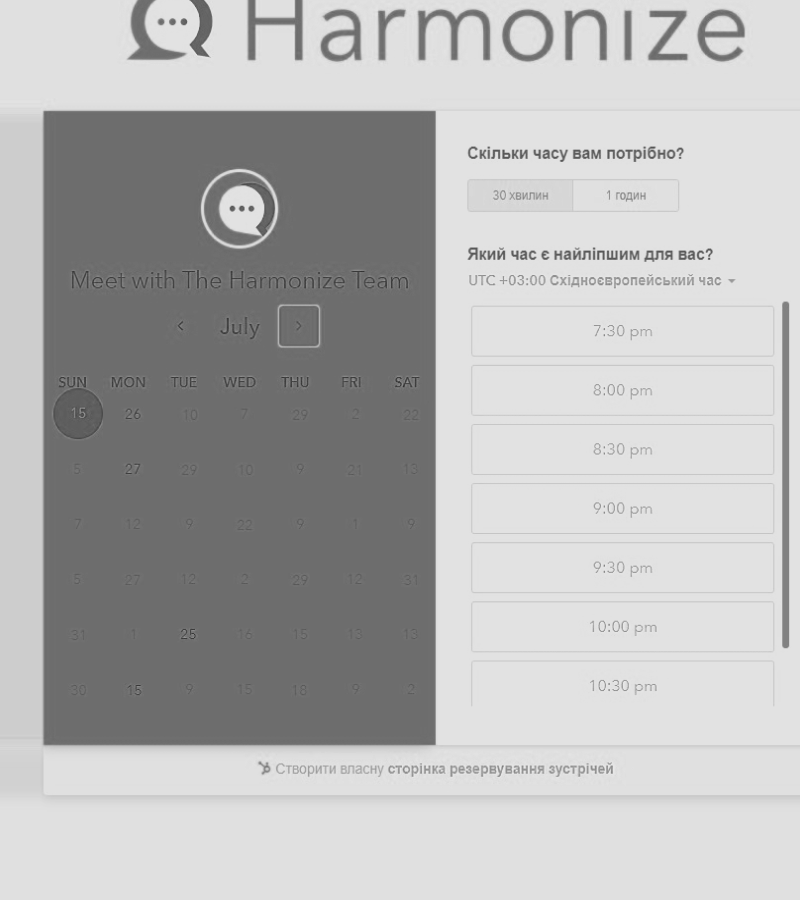 Harmonize
Meet with The Harmonize Team
July
SUN MON TUE WED THU FRI SAT
15 26 10 7 29 2 22
5 27 29 10 9 21 13
7 12 9 22 9 1 9
5 27 12 2 29 12 31
31 1 25 16 15 13 13
30 15 9 15 18 9 2
Скільки часу вам потрібно?
30 хвилин 1 годин
Який час є найліпшим для вас?
UTC +03:00 Східноєвропейський час
7:30 pm
8:00 pm
8:30 pm
9:00 pm
9:30 pm
10:00 pm
10:30 pm
Створити власну сторінка резервування зустрічей